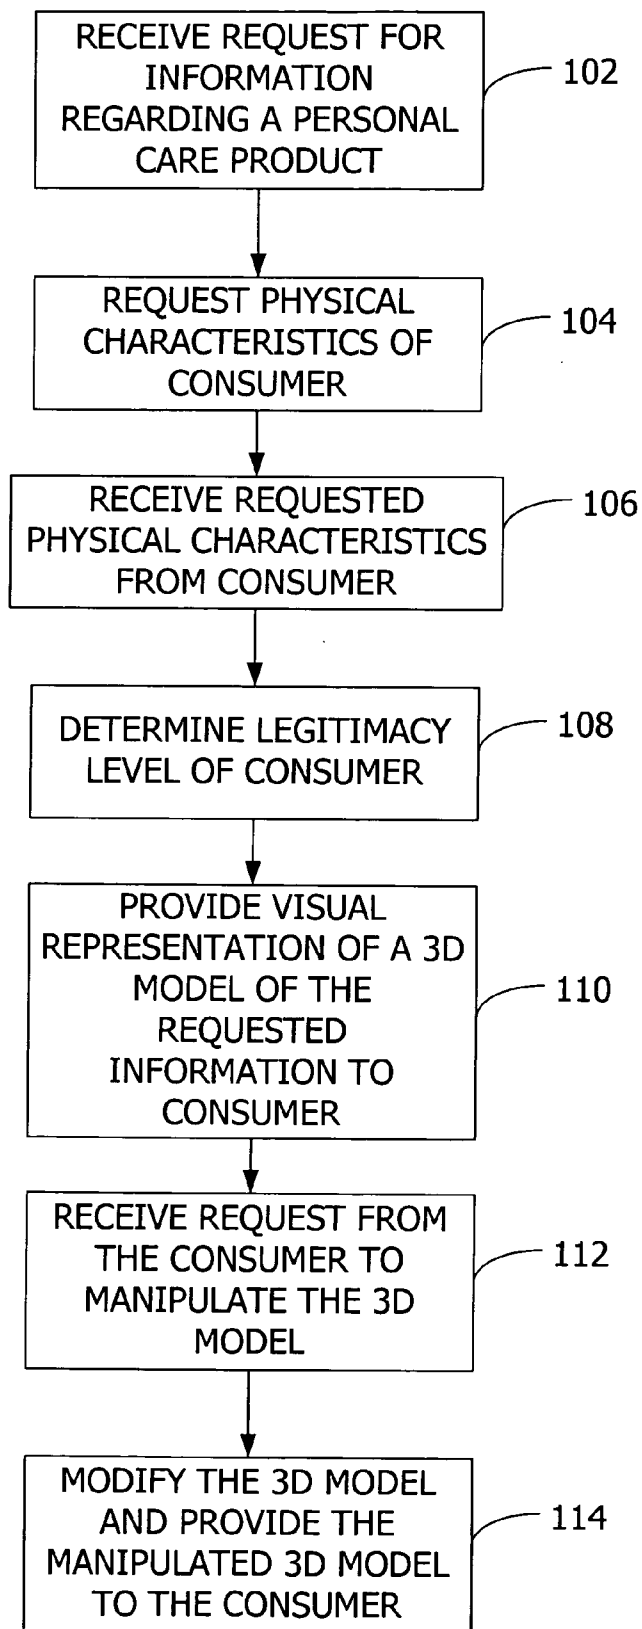 RECEIVE REQUEST FOR
INFORMATION
REGARDING A PERSONAL
CARE PRODUCT
102
REQUEST PHYSICAL
CHARACTERISTICS OF
CONSUMER
104
RECEIVE REQUESTED
PHYSICAL CHARACTERISTICS
FROM CONSUMER
106
DETERMINE LEGITIMACY
LEVEL OF CONSUMER
108
PROVIDE VISUAL
REPRESENTATION OF A 3D
MODEL OF THE
REQUESTED
INFORMATION TO
CONSUMER
110
RECEIVE REQUEST FROM
THE CONSUMER TO
MANIPULATE THE 3D
MODEL
112
MODIFY THE 3D MODEL
AND PROVIDE THE
MANIPULATED 3D MODEL
TO THE CONSUMER
114